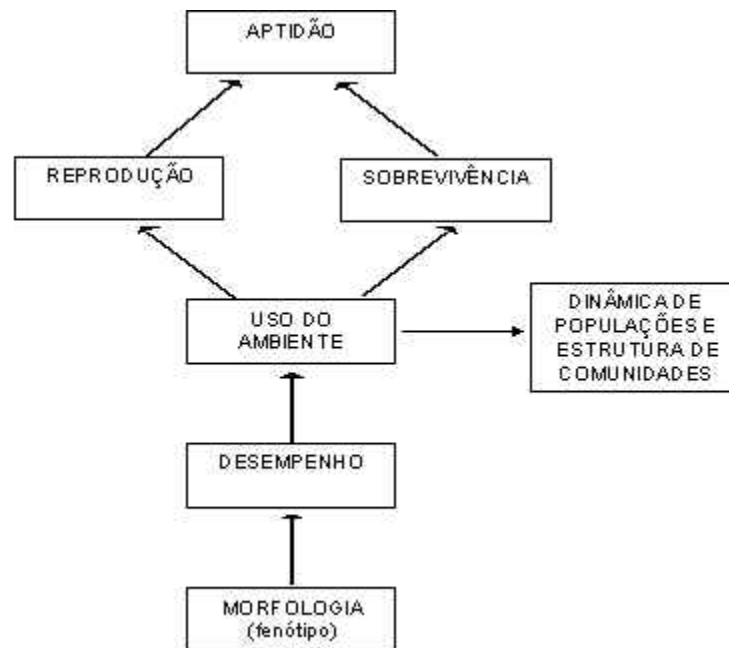 APTIDÃO
REPRODUÇÃO
SOBREVIVÊNCIA
USO DO
AMBIENTE
DINÂMICA DE
POPULAÇÕES E
ESTRUTURA DE
COMUNIDADES
DESEMPENHO
MORFOLOGIA
(fenótipo)